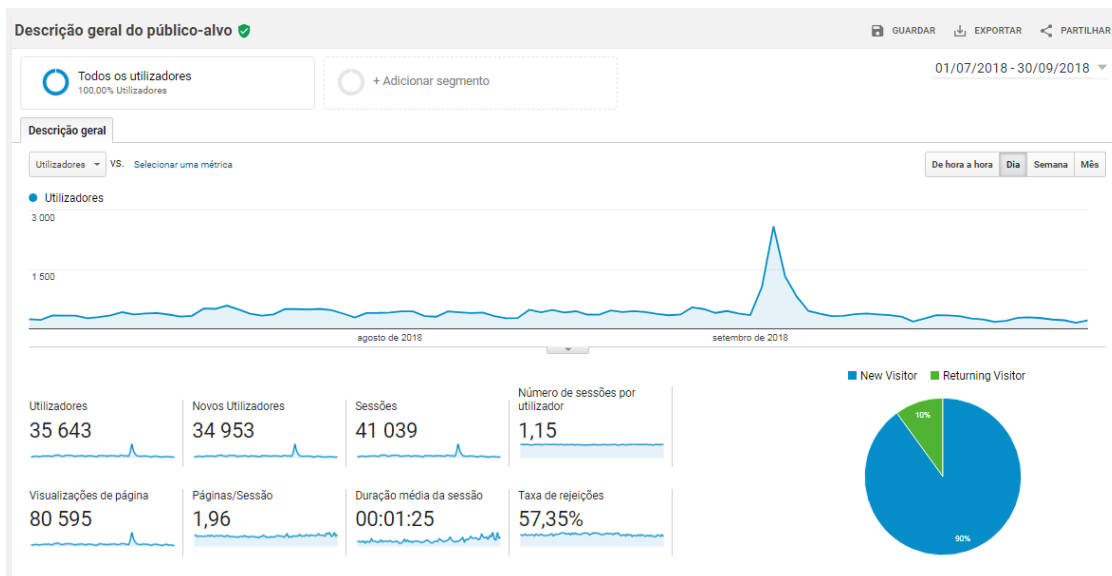 Descrição geral do público-alvo
GUARDAR EXPORTAR PARTILHAR
Todos os utilizadores
100,00% Utilizadores
+ Adicionar segmento
01/07/2018 - 30/09/2018
Descrição geral
Utilizadores VS. Selecionar uma métrica
De hora a hora Dia Semana Mês
Utilizadores
3 000
1 500
agosto de 2018 setembro de 2018
New Visitor Returning Visitor
Utilizadores
35 643
Novos Utilizadores
34 953
Sessões
41 039
Número de sessões por
utilizador
1,15
Visualizações de página
80 595
Páginas/Sessão
1,96
Duração média da sessão
00:01:25
Taxa de rejeições
57,35%
10%
90%